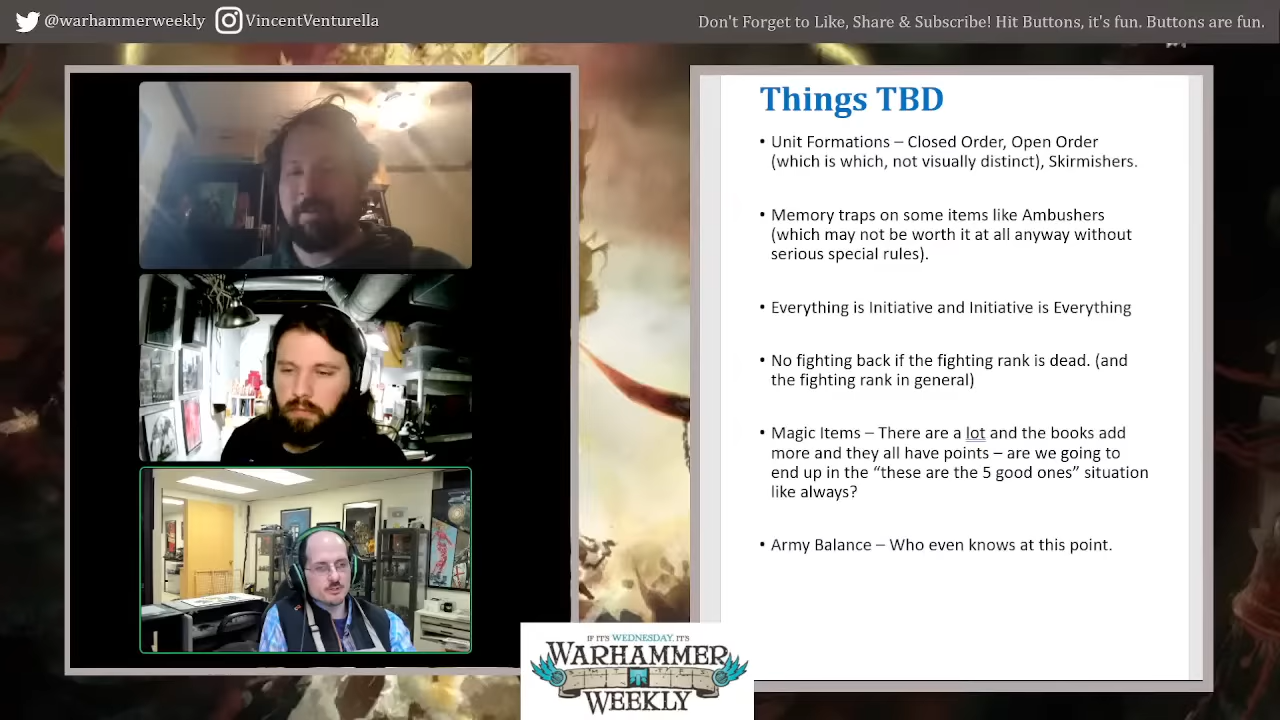 @warhammerweekly VincentVenturella
Don't Forget to Like, Share & Subscribe! Hit Buttons, it's fun. Buttons are fun.
Things TBD
• Unit Formations – Closed Order, Open Order
(which is which, not visually distinct), Skirmishers.
• Memory traps on some items like Ambushers
(which may not be worth it at all anyway without
serious special rules).
• Everything is Initiative and Initiative is Everything
• No fighting back if the fighting rank is dead. (and
the fighting rank in general)
• Magic Items – There are a lot and the books add
more and they all have points – are we going to
end up in the “these are the 5 good ones” situation
like always?
• Army Balance – Who even knows at this point.
IF IT'S WEDNESDAY, IT'S
WARHAMMER
WEEKLY